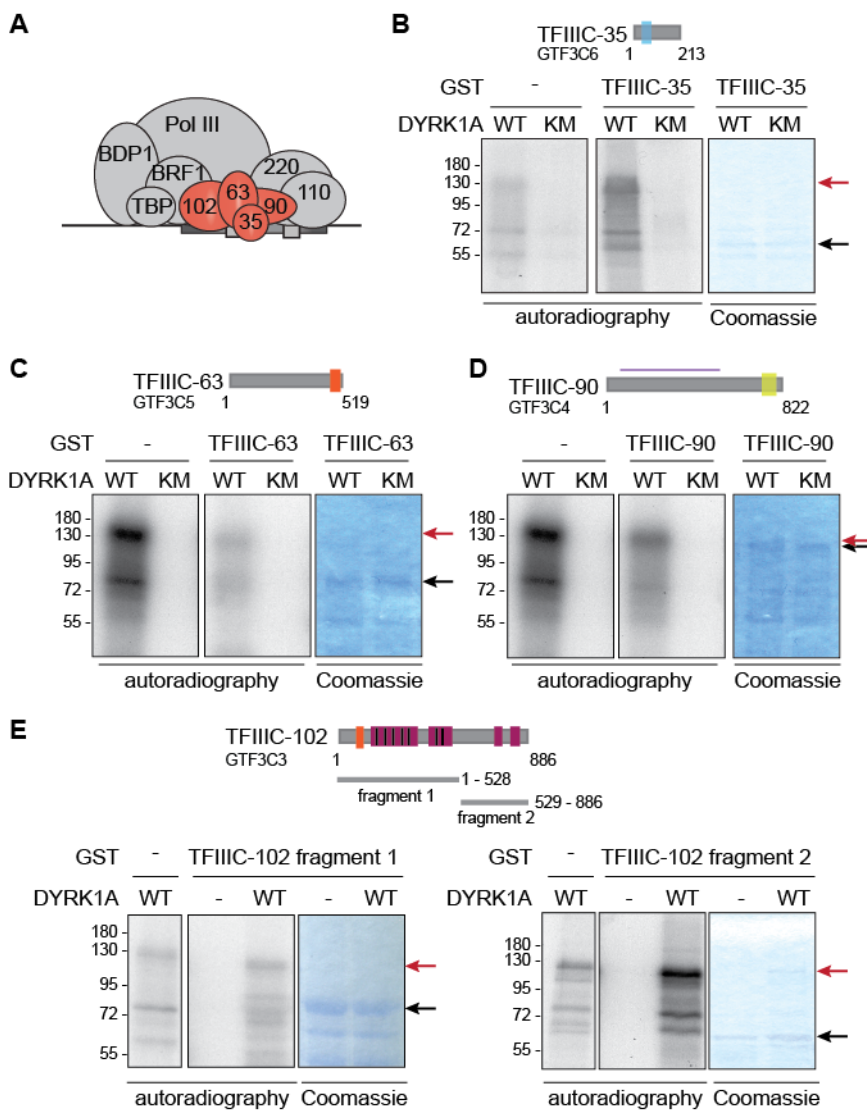 A
Pol III
BDP1
BRF1
220
TBP
102
63
90
110
35
B
TFIIIC-35
GTF3C6 1 213
GST - TFIIIC-35 TFIIIC-35
DYRK1A WT KM WT KM WT KM
180 -
130 -
95 -
72 -
55 -
autoradiography Coomassie
C
TFIIIC-63
GTF3C5 1 519
GST - TFIIIC-63 TFIIIC-63
DYRK1A WT KM WT KM WT KM
180 -
130 -
95 -
72 -
55 -
autoradiography Coomassie
D
TFIIIC-90
GTF3C4 1 822
- TFIIIC-90 TFIIIC-90
WT KM WT KM WT KM
180 -
130 -
95 -
72 -
55 -
autoradiography Coomassie
E
TFIIIC-102
GTF3C3 1 886
1 - 528
fragment 1
529 - 886
fragment 2
GST - TFIIIC-102 fragment 1
DYRK1A WT - WT - WT
180 -
130 -
95 -
72 -
55 -
autoradiography Coomassie
GST - TFIIIC-102 fragment 2
DYRK1A WT - WT - WT
180 -
130 -
95 -
72 -
55 -
autoradiography Coomassie